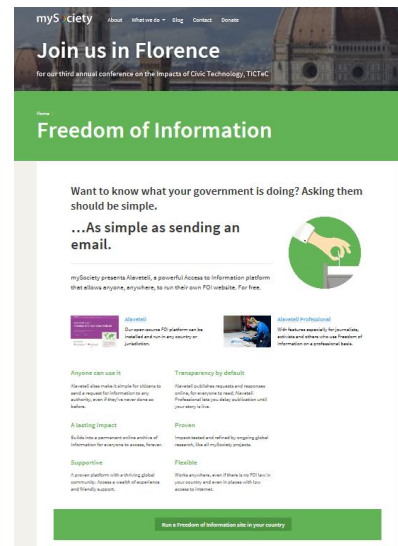 mySociety
About What we do Blog Contact Donate
Join us in Florence
for our third annual conference on the Impacts of Civic Technology, TICTeC
Home
Freedom of Information
Want to know what your government is doing? Asking them
should be simple.
...As simple as sending an
email.
mySociety presents Alaveteli, a powerful Access to Information platform
that allows anyone, anywhere, to run their own FOI website. For free.
Alaveteli
Our open-source FOI platform can be
installed and run in any country or
jurisdiction.
Alaveteli Professional
With features especially for journalists,
activists and others who use Freedom of
Information on a professional basis.
Anyone can use it
Alaveteli sites make it simple for citizens to
send a request for information to any
authority, even if they've never done so
before.
Transparency by default
Alaveteli publishes requests and responses
online, for everyone to read; Alaveteli
Professional lets you delay publication until
your story is live.
A lasting impact
Builds into a permanent online archive of
information for everyone to access, forever.
Proven
Impact-tested and refined by ongoing global
research, like all mySociety projects.
Supportive
A proven platform with a thriving global
community. Access a wealth of experience
and friendly support.
Flexible
Works anywhere, even if there is no FOI law in
your country and even in places with low
access to internet.
Run a Freedom of Information site in your country